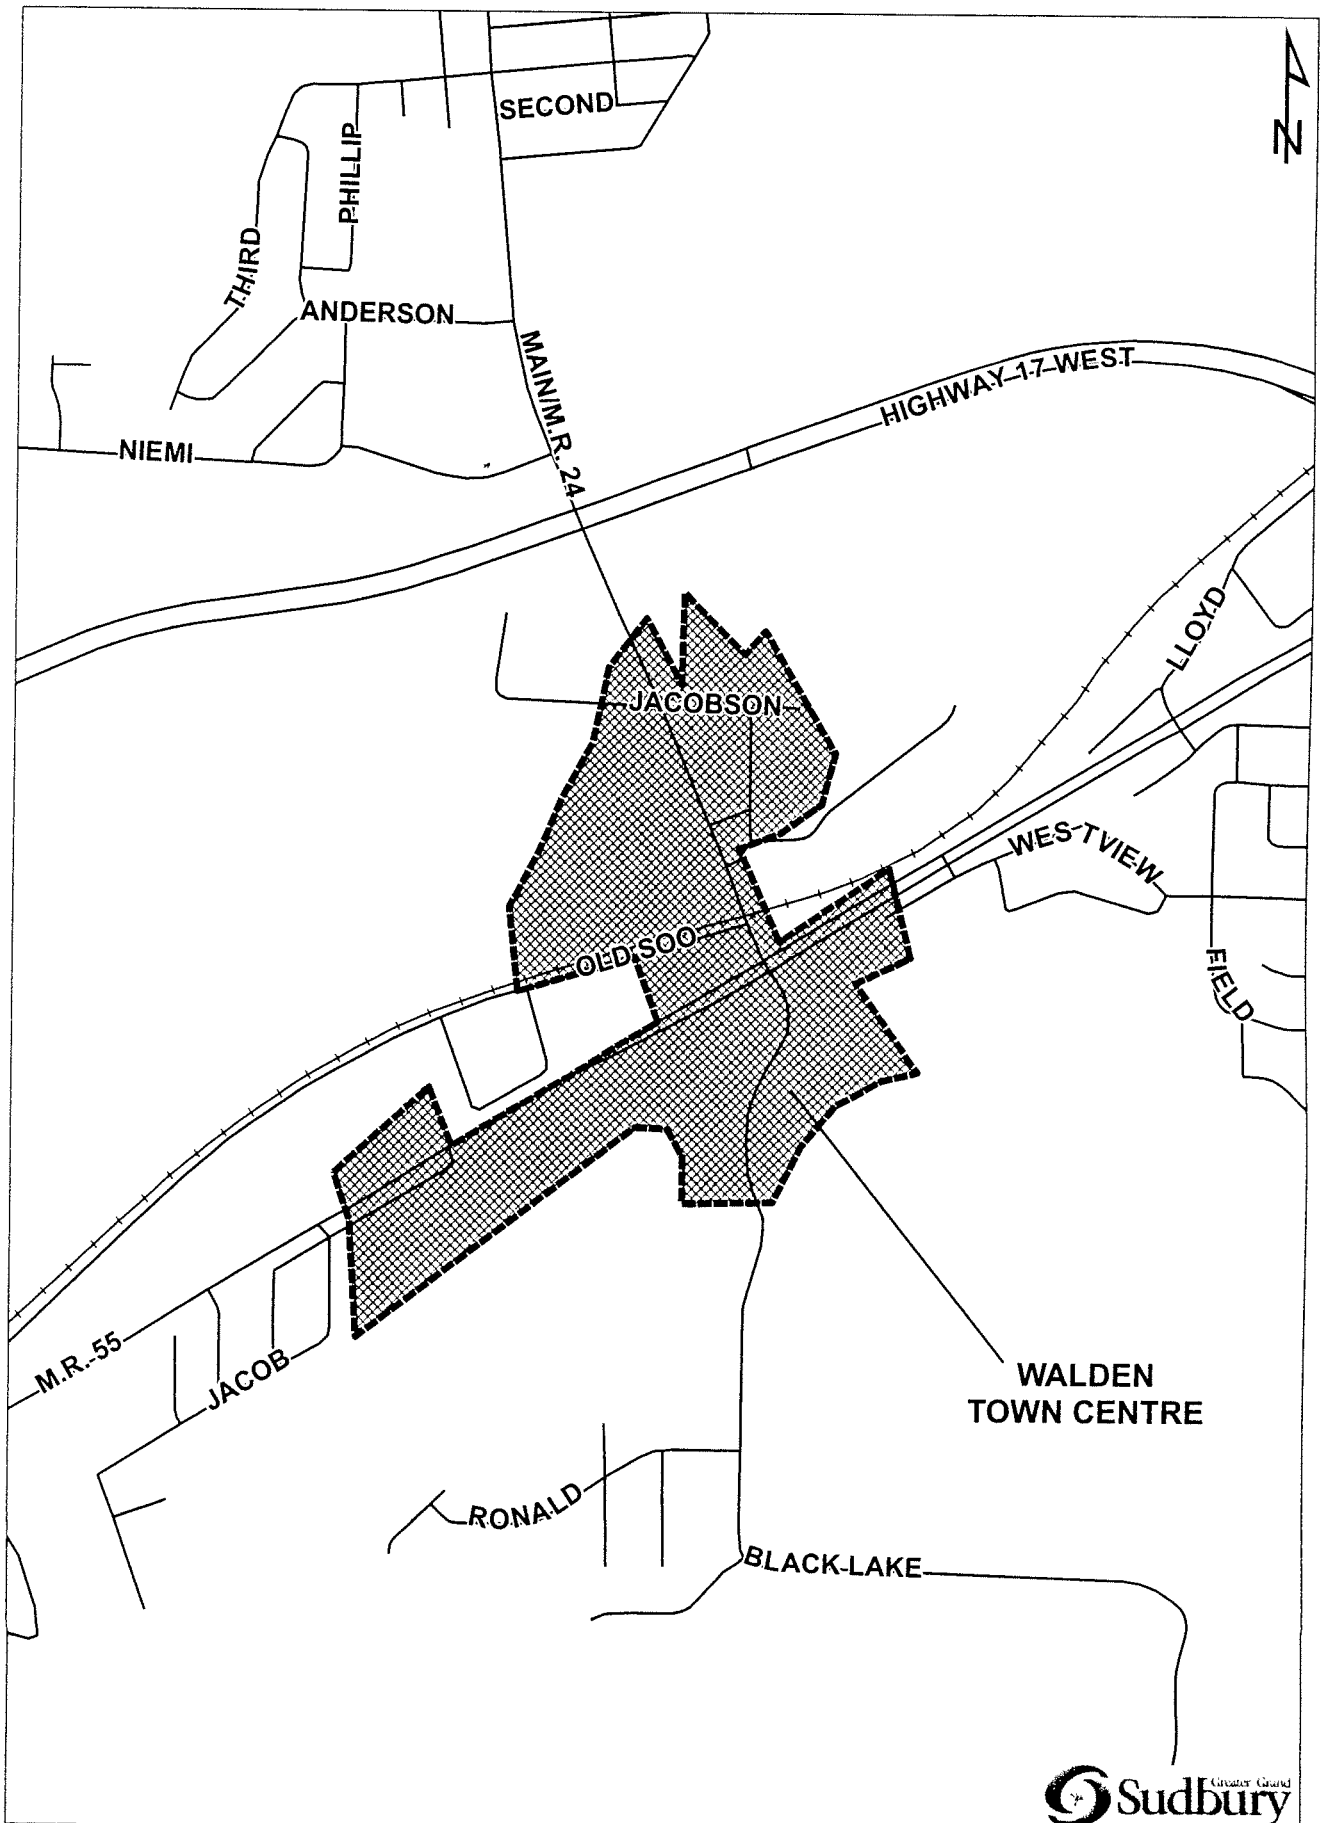 SECOND
N
PHILLIP
THIRD
ANDERSON
MAIN/M.R. 24
HIGHWAY 17 WEST
NIEMI
LLOYD
JACOBSON
WESTVIEW
OLD SOO
FIELD
M.R. 55
JACOB
WALDEN
TOWN CENTRE
RONALD
BLACK LAKE
Greater Grand
Sudbury